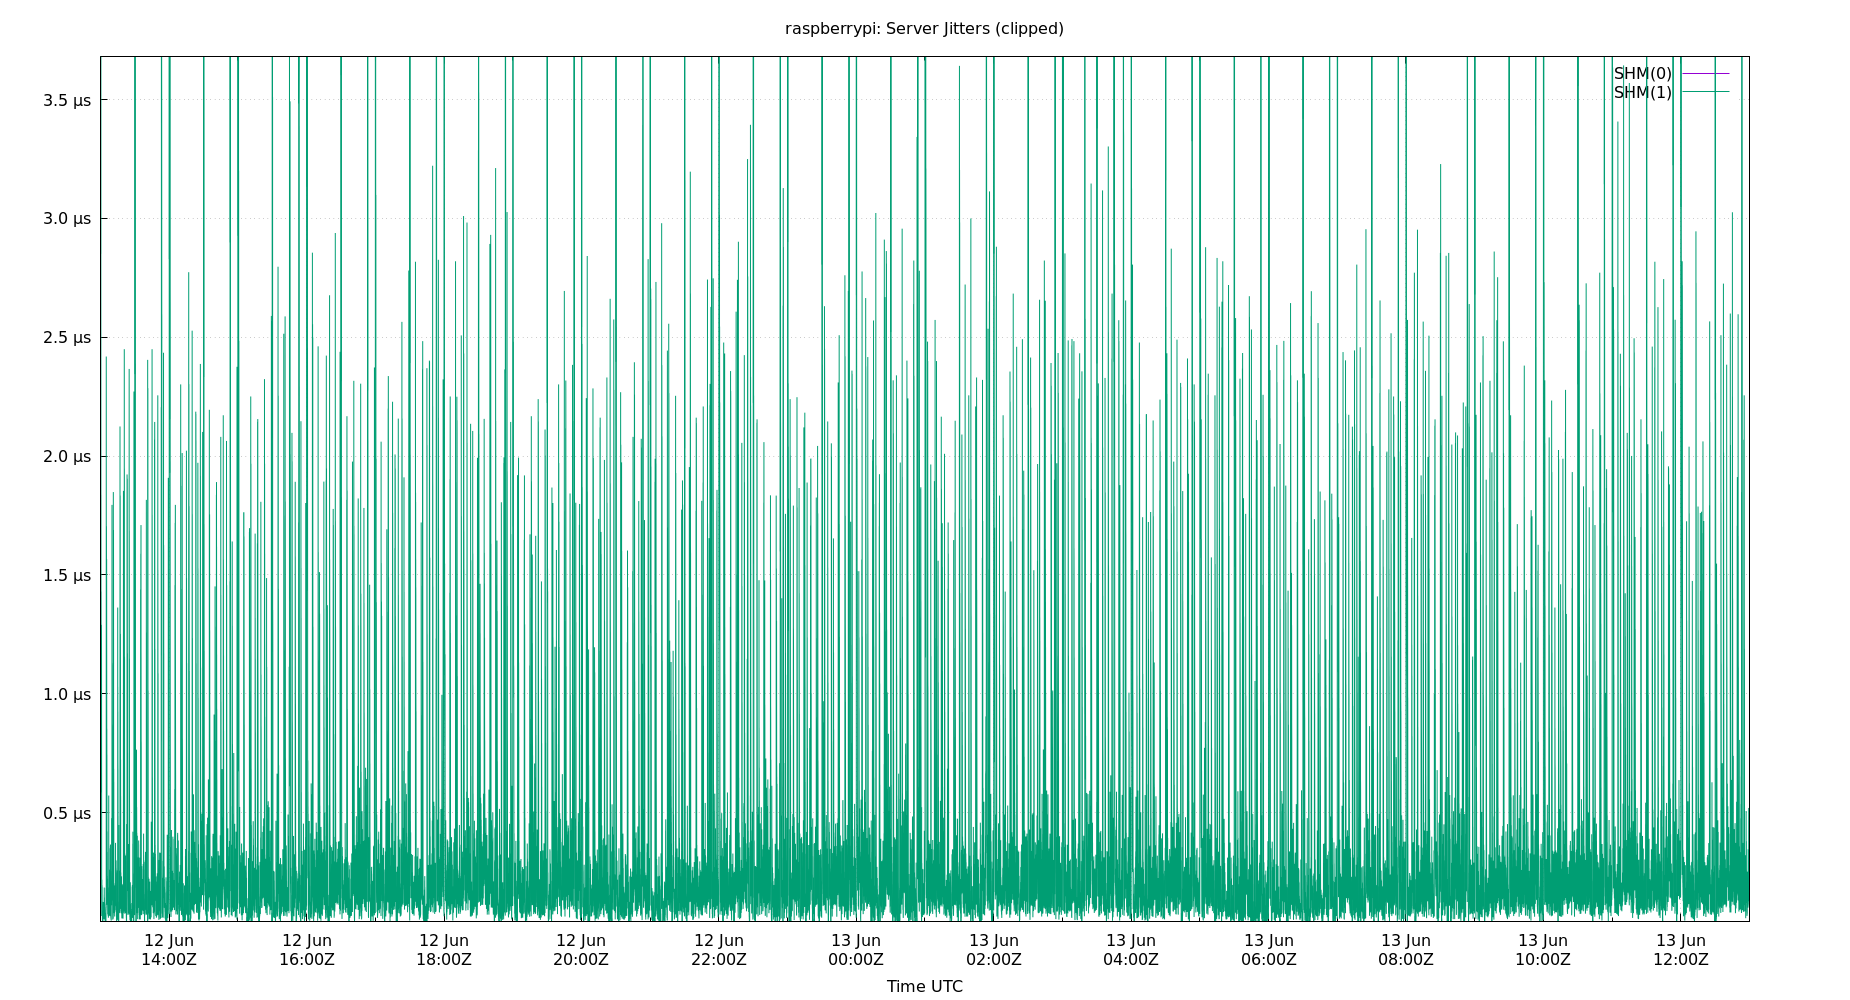 raspberrypi: Server Jitters (clipped)
SHM(0)
SHM(1)
3.5 µs
3.0 µs
2.5 µs
2.0 µs
1.5 µs
1.0 µs
0.5 µs
12 Jun 12 Jun 12 Jun 12 Jun 12 Jun 13 Jun 13 Jun 13 Jun 13 Jun 13 Jun 13 Jun 13 Jun
14:00Z 16:00Z 18:00Z 20:00Z 22:00Z 00:00Z 02:00Z 04:00Z 06:00Z 08:00Z 10:00Z 12:00Z
Time UTC